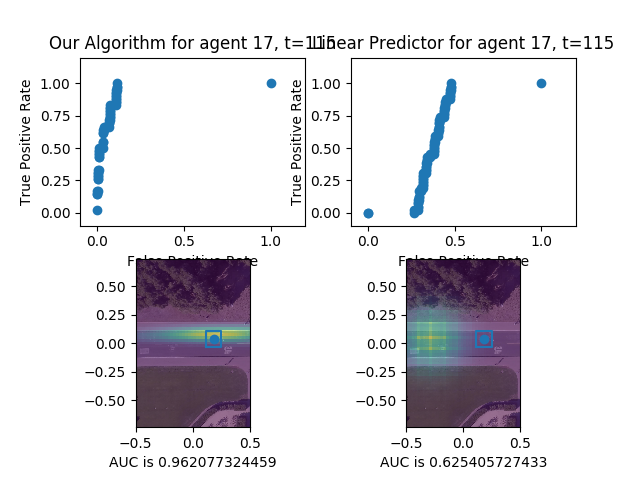 Our Algorithm for agent 17, t=115
Linear Predictor for agent 17, t=115
True Positive Rate
1.00
0.75
0.50
0.25
0.00
0.0 0.5 1.0
False Positive Rate
True Positive Rate
1.00
0.75
0.50
0.25
0.00
0.0 0.5 1.0
False Positive Rate
0.50
0.25
0.00
−0.25
−0.50
−0.5 0.0 0.5
AUC is 0.962077324459
0.50
0.25
0.00
−0.25
−0.50
−0.5 0.0 0.5
AUC is 0.625405727433